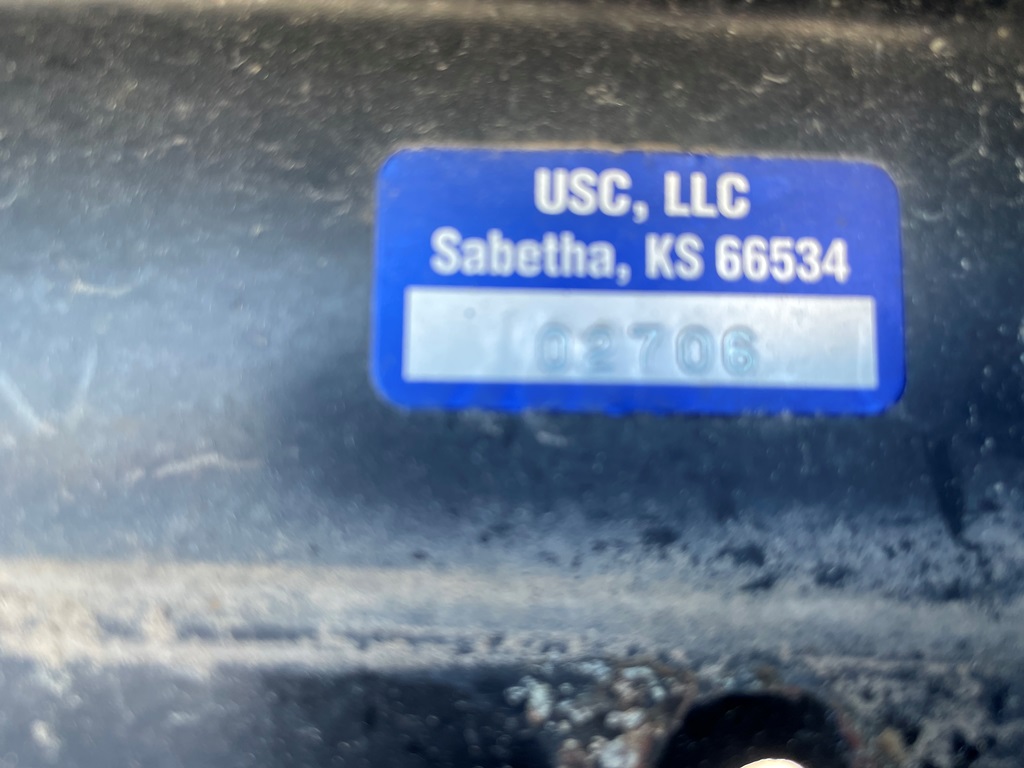 USC, LLC
Sabetha, KS 66534
02706